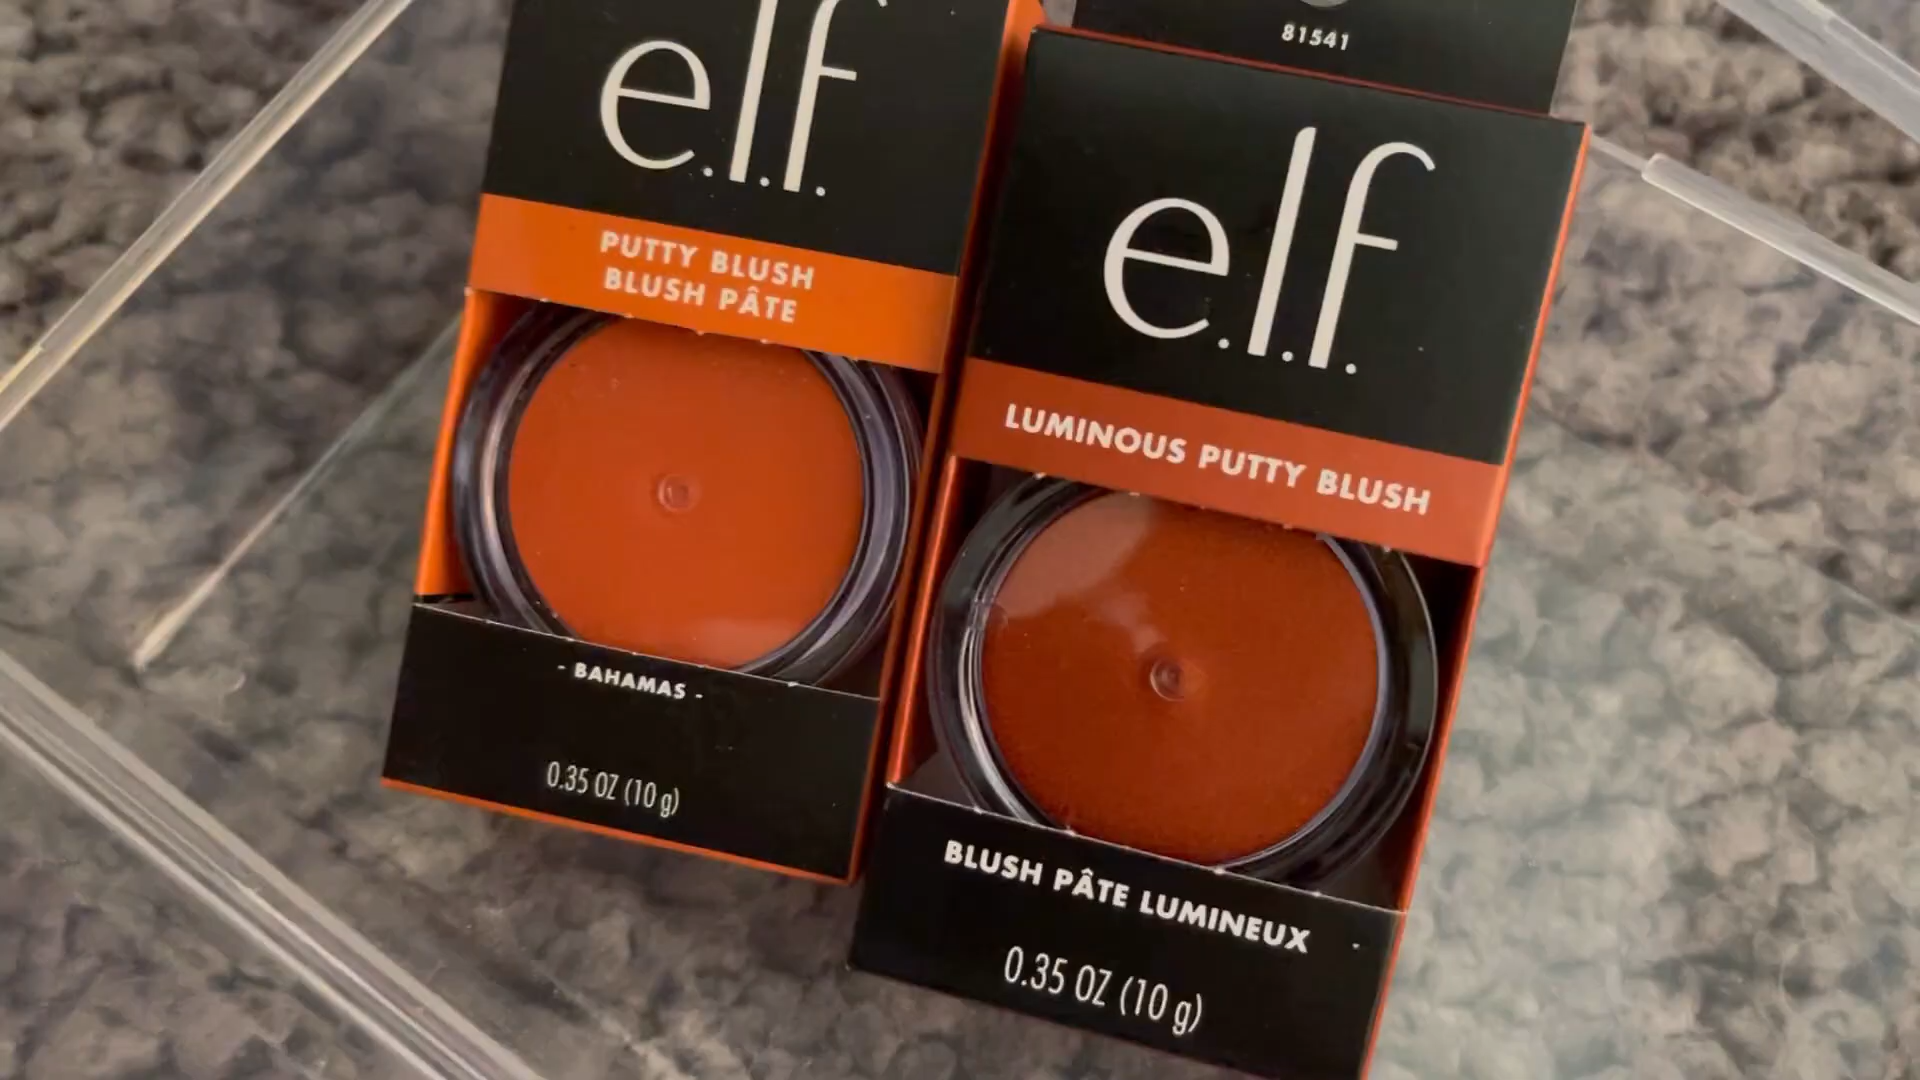 e.l.f.
PUTTY BLUSH
BLUSH PÂTE
- BAHAMAS -
0.35 OZ (10 g)
81541
e.l.f.
LUMINOUS PUTTY BLUSH
BLUSH PÂTE LUMINEUX
0.35 OZ (10 g)